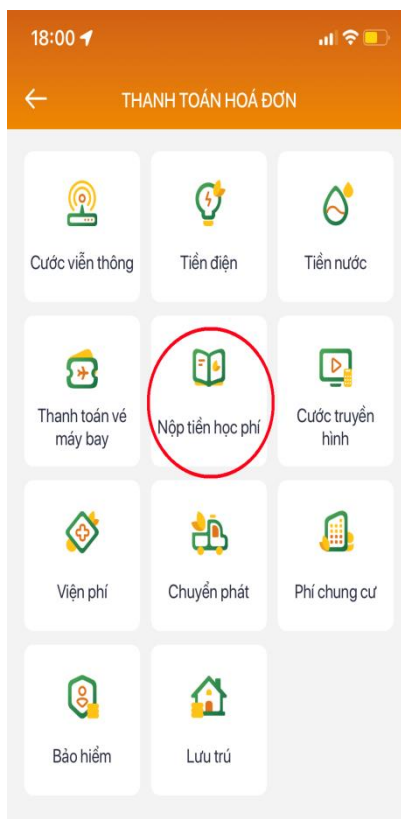 18:00
THANH TOÁN HOÁ ĐƠN
Cước viễn thông
Tiền điện
Tiền nước
Thanh toán vé
máy bay
Nộp tiền học phí
Cước truyền
hình
Viện phí
Chuyển phát
Phí chung cư
Bảo hiểm
Lưu trú